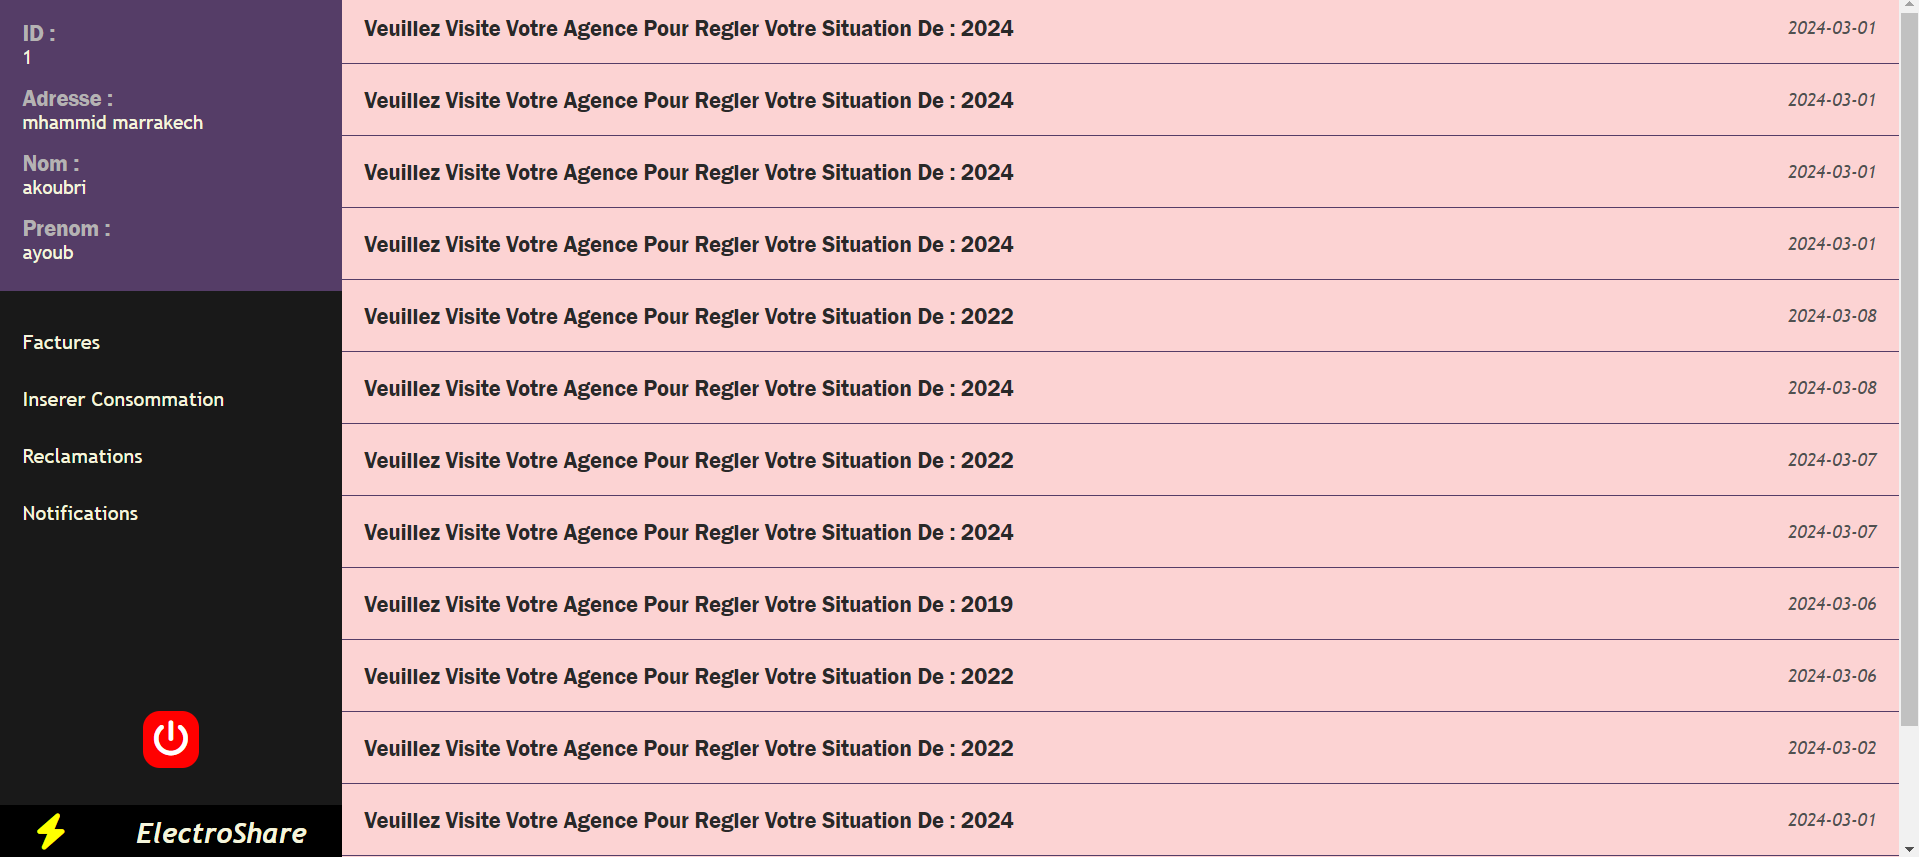 ID :
1
Adresse :
mhammid marrakech
Nom :
akoubri
Prenom :
ayoub
Factures
Inserer Consommation
Reclamations
Notifications
ElectroShare
Veuillez Visite Votre Agence Pour Regler Votre Situation De : 2024 2024-03-01
Veuillez Visite Votre Agence Pour Regler Votre Situation De : 2024 2024-03-01
Veuillez Visite Votre Agence Pour Regler Votre Situation De : 2024 2024-03-01
Veuillez Visite Votre Agence Pour Regler Votre Situation De : 2024 2024-03-01
Veuillez Visite Votre Agence Pour Regler Votre Situation De : 2022 2024-03-08
Veuillez Visite Votre Agence Pour Regler Votre Situation De : 2024 2024-03-08
Veuillez Visite Votre Agence Pour Regler Votre Situation De : 2022 2024-03-07
Veuillez Visite Votre Agence Pour Regler Votre Situation De : 2024 2024-03-07
Veuillez Visite Votre Agence Pour Regler Votre Situation De : 2019 2024-03-06
Veuillez Visite Votre Agence Pour Regler Votre Situation De : 2022 2024-03-06
Veuillez Visite Votre Agence Pour Regler Votre Situation De : 2022 2024-03-02
Veuillez Visite Votre Agence Pour Regler Votre Situation De : 2024 2024-03-01